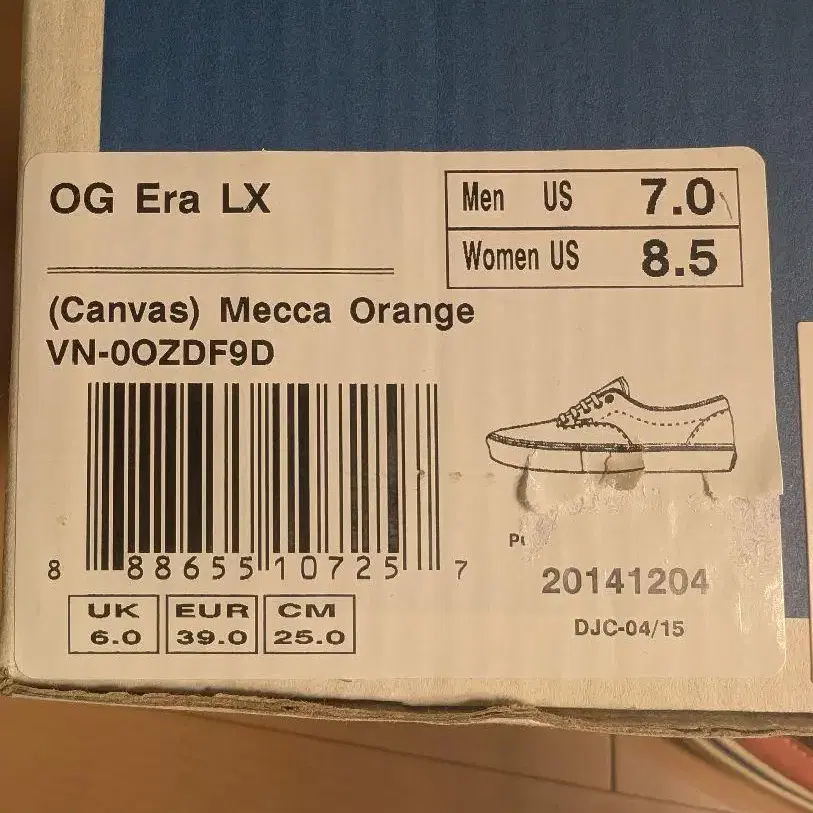 OG Era LX
Men US 7.0
Women US 8.5
(Canvas) Mecca Orange
VN-0OZDF9D
8 88655 10725 7
20141204
DJC-04/15
UK 6.0
EUR 39.0
CM 25.0